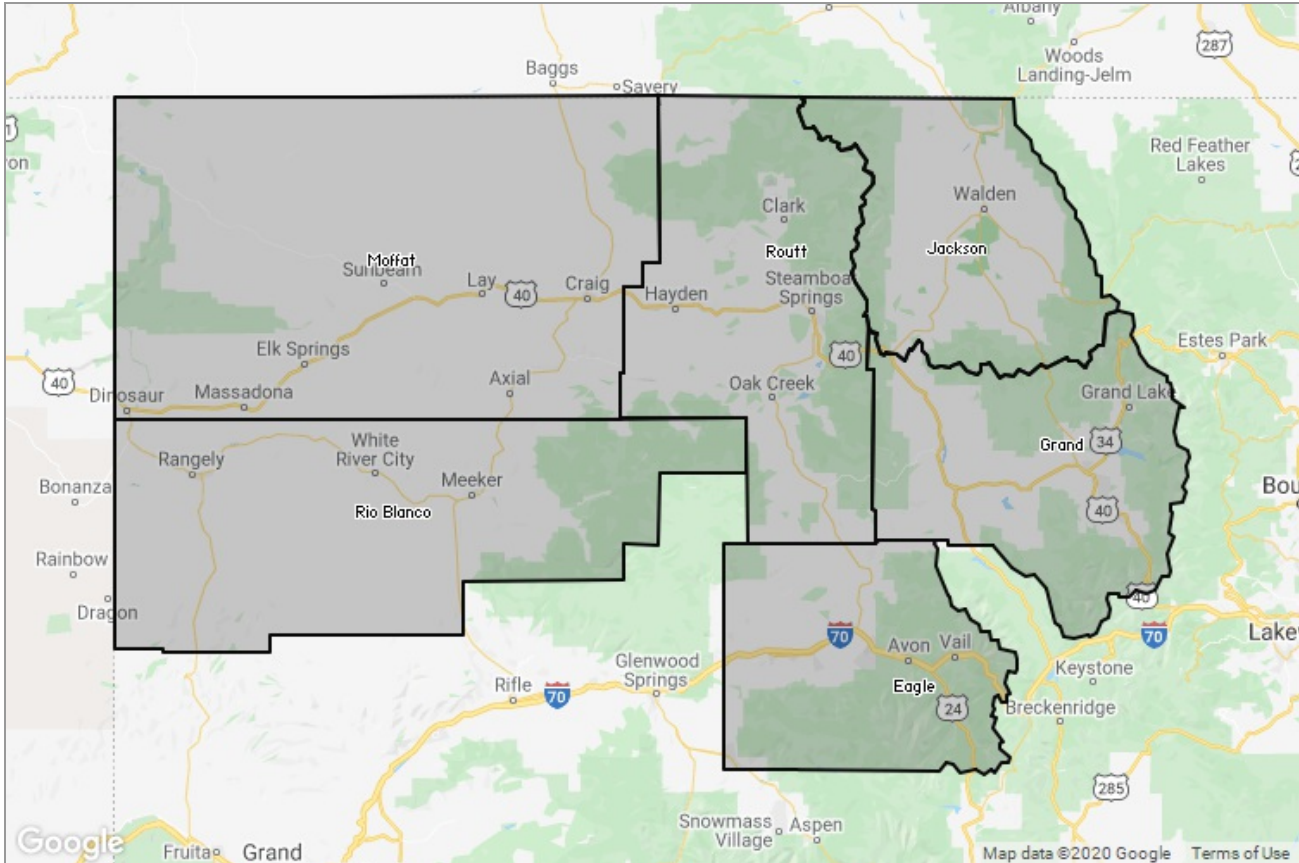 Albany
287
Woods
Landing-Jelm
Baggs
Savery
Red Feather
Lakes
Walden
Clark
Moffat
Routt
Jackson
Sunbeam
Lay
40
Craig
Hayden
Steamboa
Springs
Elk Springs
40
Estes Park
40
Dinosaur
Massadona
Axial
Oak Creek
Grand Lake
Grand
34
Rangely
White
River City
Meeker
Bonanza
Rio Blanco
40
Bou
Rainbow
Dragon
40
70
Avon
Vail
70
Lake
Glenwood
Springs
Keystone
Rifle
70
Eagle
24
Breckenridge
285
Snowmass
Village
Aspen
Google
Fruita
Grand
Map data ©2020 Google
Terms of Use